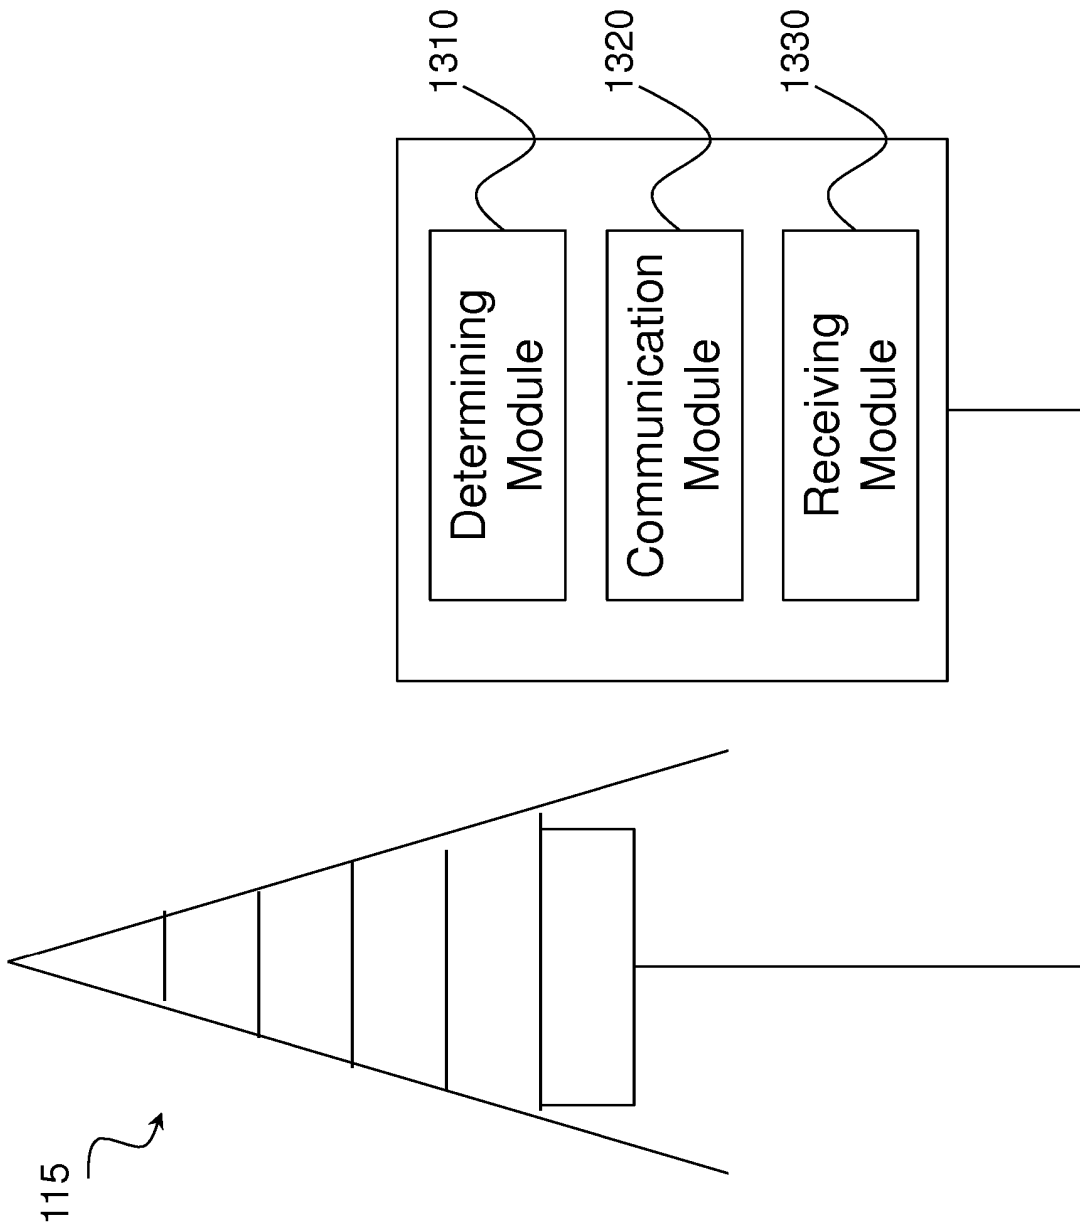 115
Determining
Module
1310
Communication
Module
1320
Receiving
Module
1330